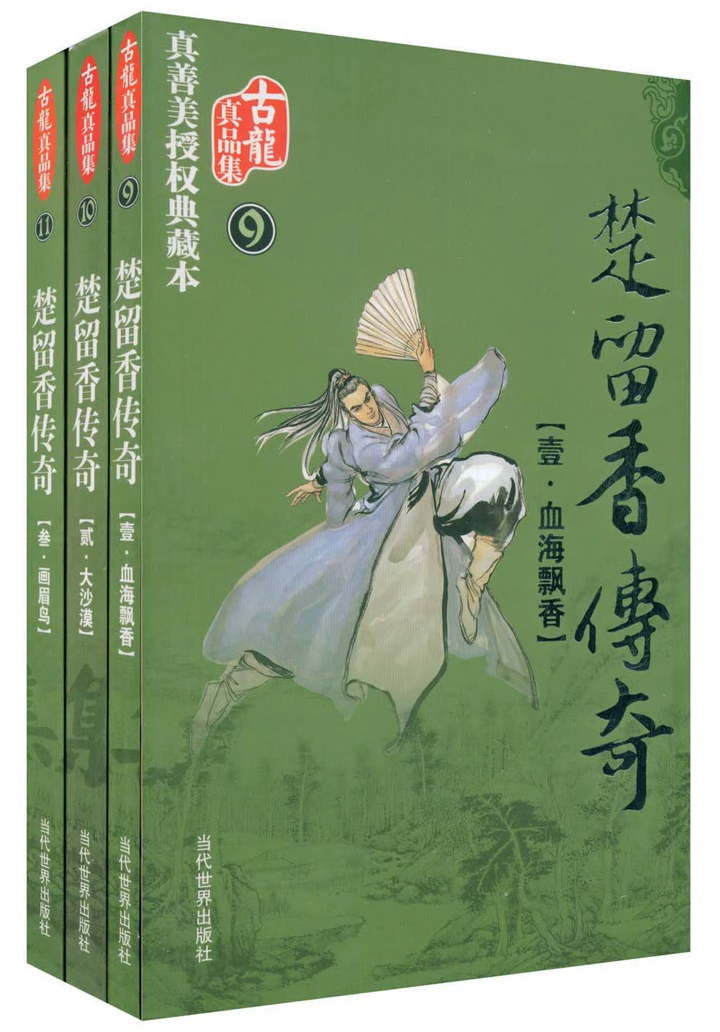 古龍真品集
11
楚留香传奇
【叁·画眉鸟】
当代世界出版社
古龍真品集
10
楚留香传奇
【贰·大沙漠】
当代世界出版社
古龍真品集
9
楚留香传奇
【壹·血海飘香】
当代世界出版社
真善美授权典藏本
古龍
真品集
9
楚留香傳奇
【壹·血海飘香】
当代世界出版社
集
集